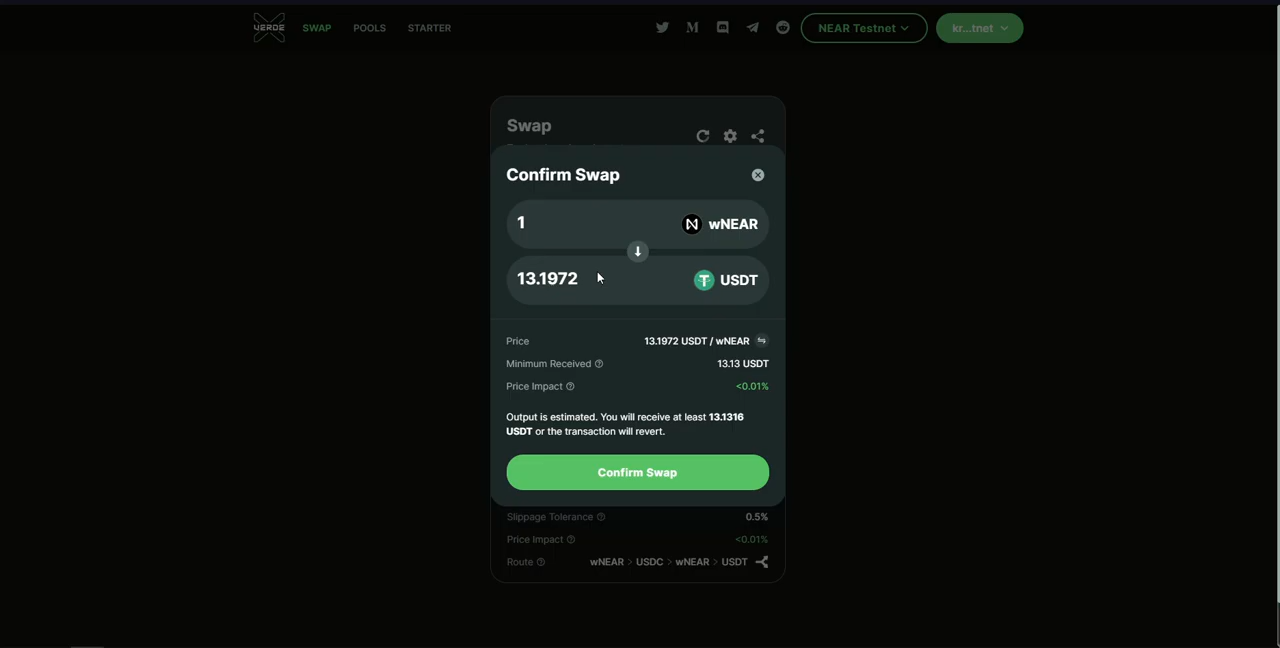 VERDE
SWAP POOLS STARTER NEAR Testnet kr...tnet
Swap
Confirm Swap
1 wNEAR
13.1972 USDT
Price 13.1972 USDT / wNEAR
Minimum Received 13.13 USDT
Price Impact <0.01%
Output is estimated. You will receive at least 13.1316
USDT or the transaction will revert.
Confirm Swap
Slippage Tolerance 0.5%
Price Impact <0.01%
Route wNEAR > USDC > wNEAR > USDT